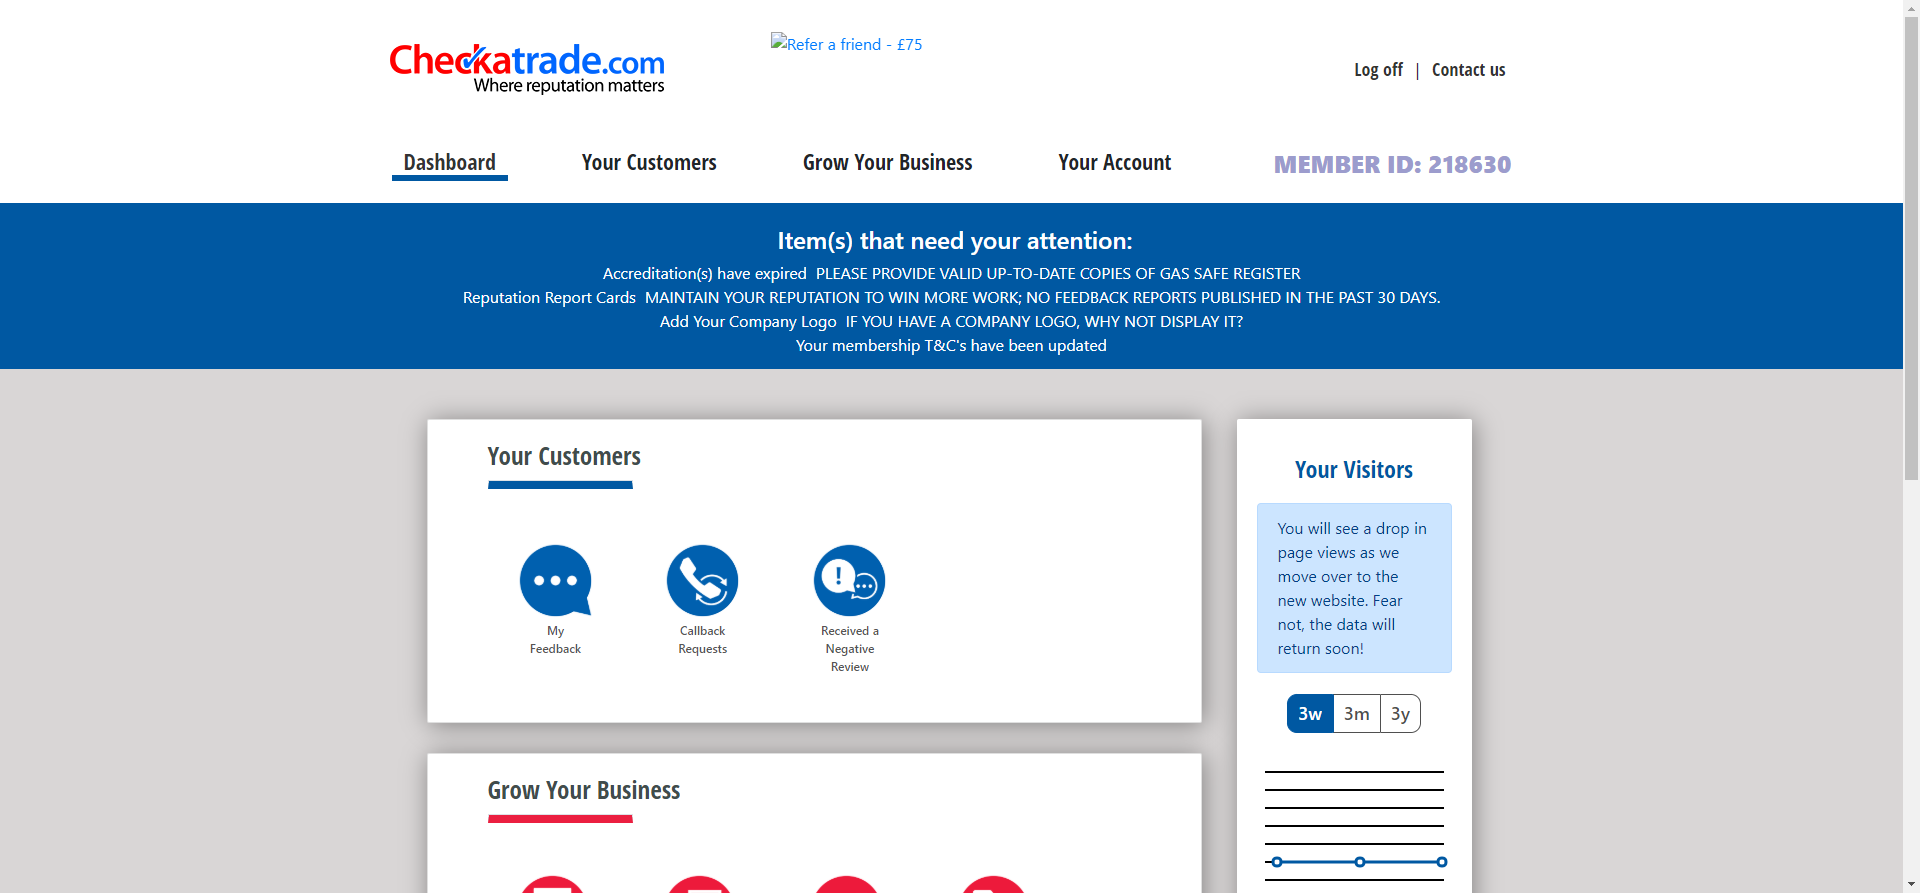 Checkatrade.com
Where reputation matters
Refer a friend - £75
Log off | Contact us
Dashboard
Your Customers
Grow Your Business
Your Account
MEMBER ID: 218630
Item(s) that need your attention:
Accreditation(s) have expired PLEASE PROVIDE VALID UP-TO-DATE COPIES OF GAS SAFE REGISTER
Reputation Report Cards MAINTAIN YOUR REPUTATION TO WIN MORE WORK; NO FEEDBACK REPORTS PUBLISHED IN THE PAST 30 DAYS.
Add Your Company Logo IF YOU HAVE A COMPANY LOGO, WHY NOT DISPLAY IT?
Your membership T&C's have been updated
Your Customers
My
Feedback
Callback
Requests
Received a
Negative
Review
Grow Your Business
Your Visitors
You will see a drop in
page views as we
move over to the
new website. Fear
not, the data will
return soon!
3w
3m
3y